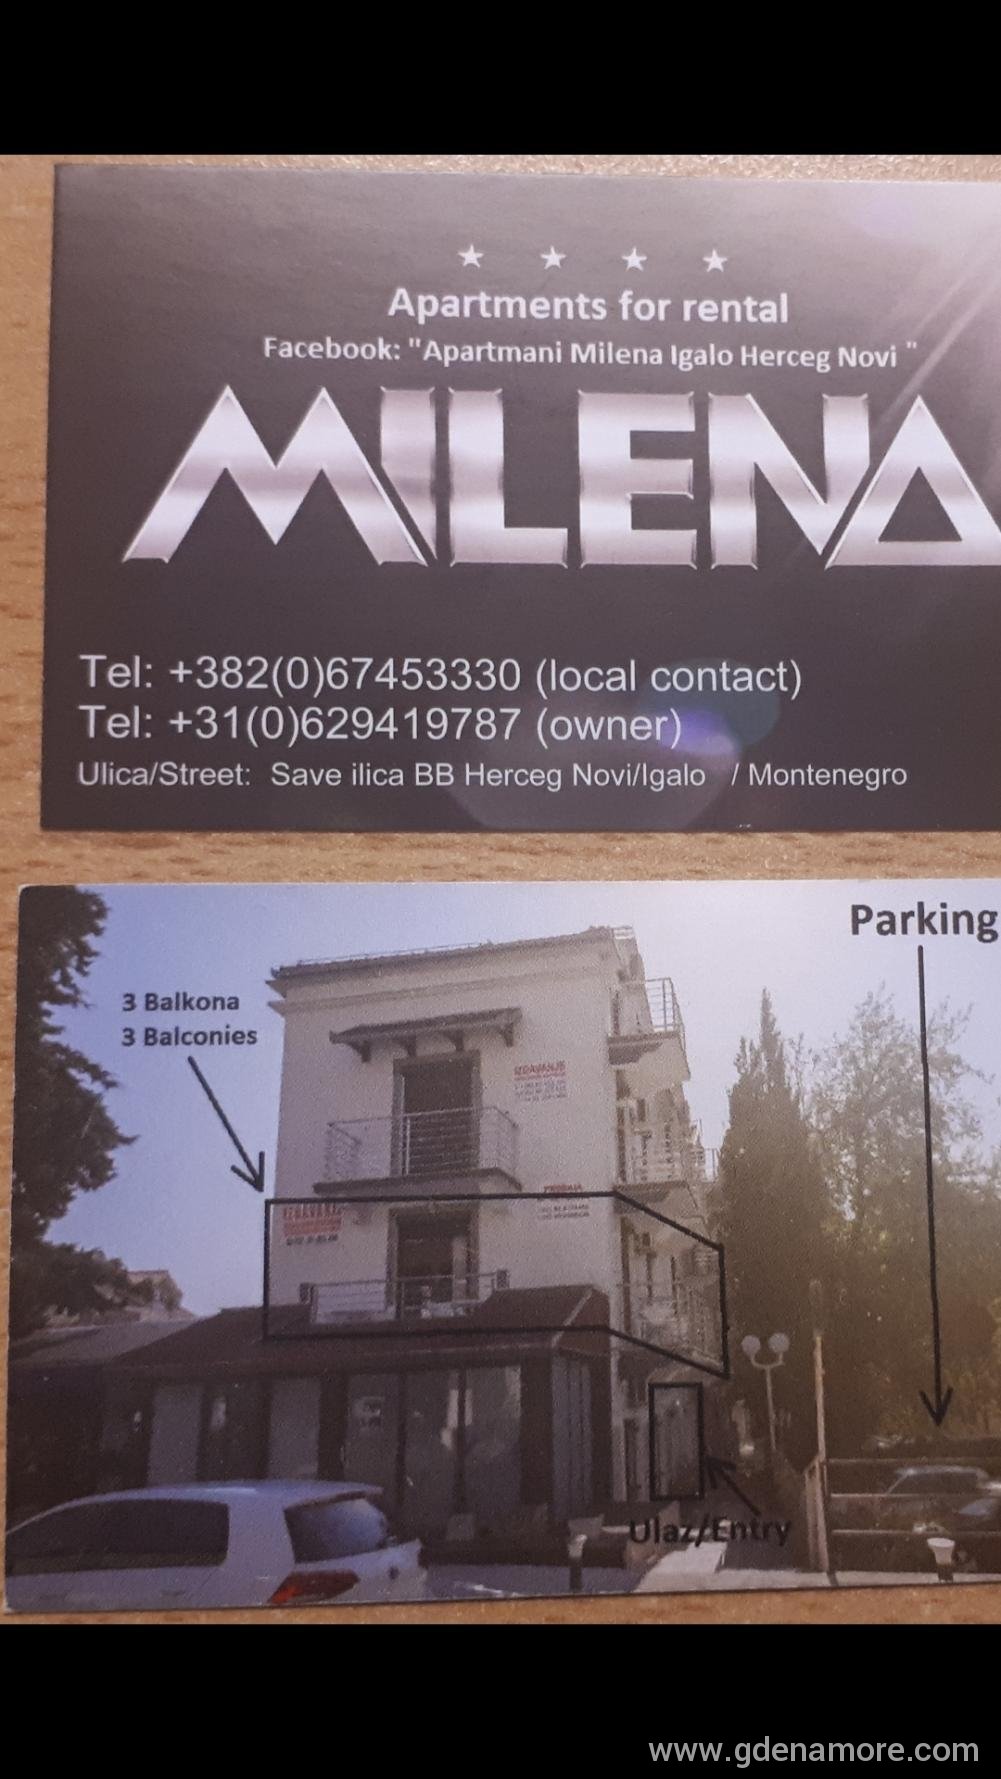 Apartments for rental
Facebook: "Apartmani Milena Igalo Herceg Novi "
MILENA
Tel: +382(0)67453330 (local contact)
Tel: +31(0)629419787 (owner)
Ulica/Street: Save ilica BB Herceg Novi/Igalo / Montenegro
Parking
3 Balkona
3 Balconies
IZDAVANJE
Ulaz/Entry
www.gdenamore.com